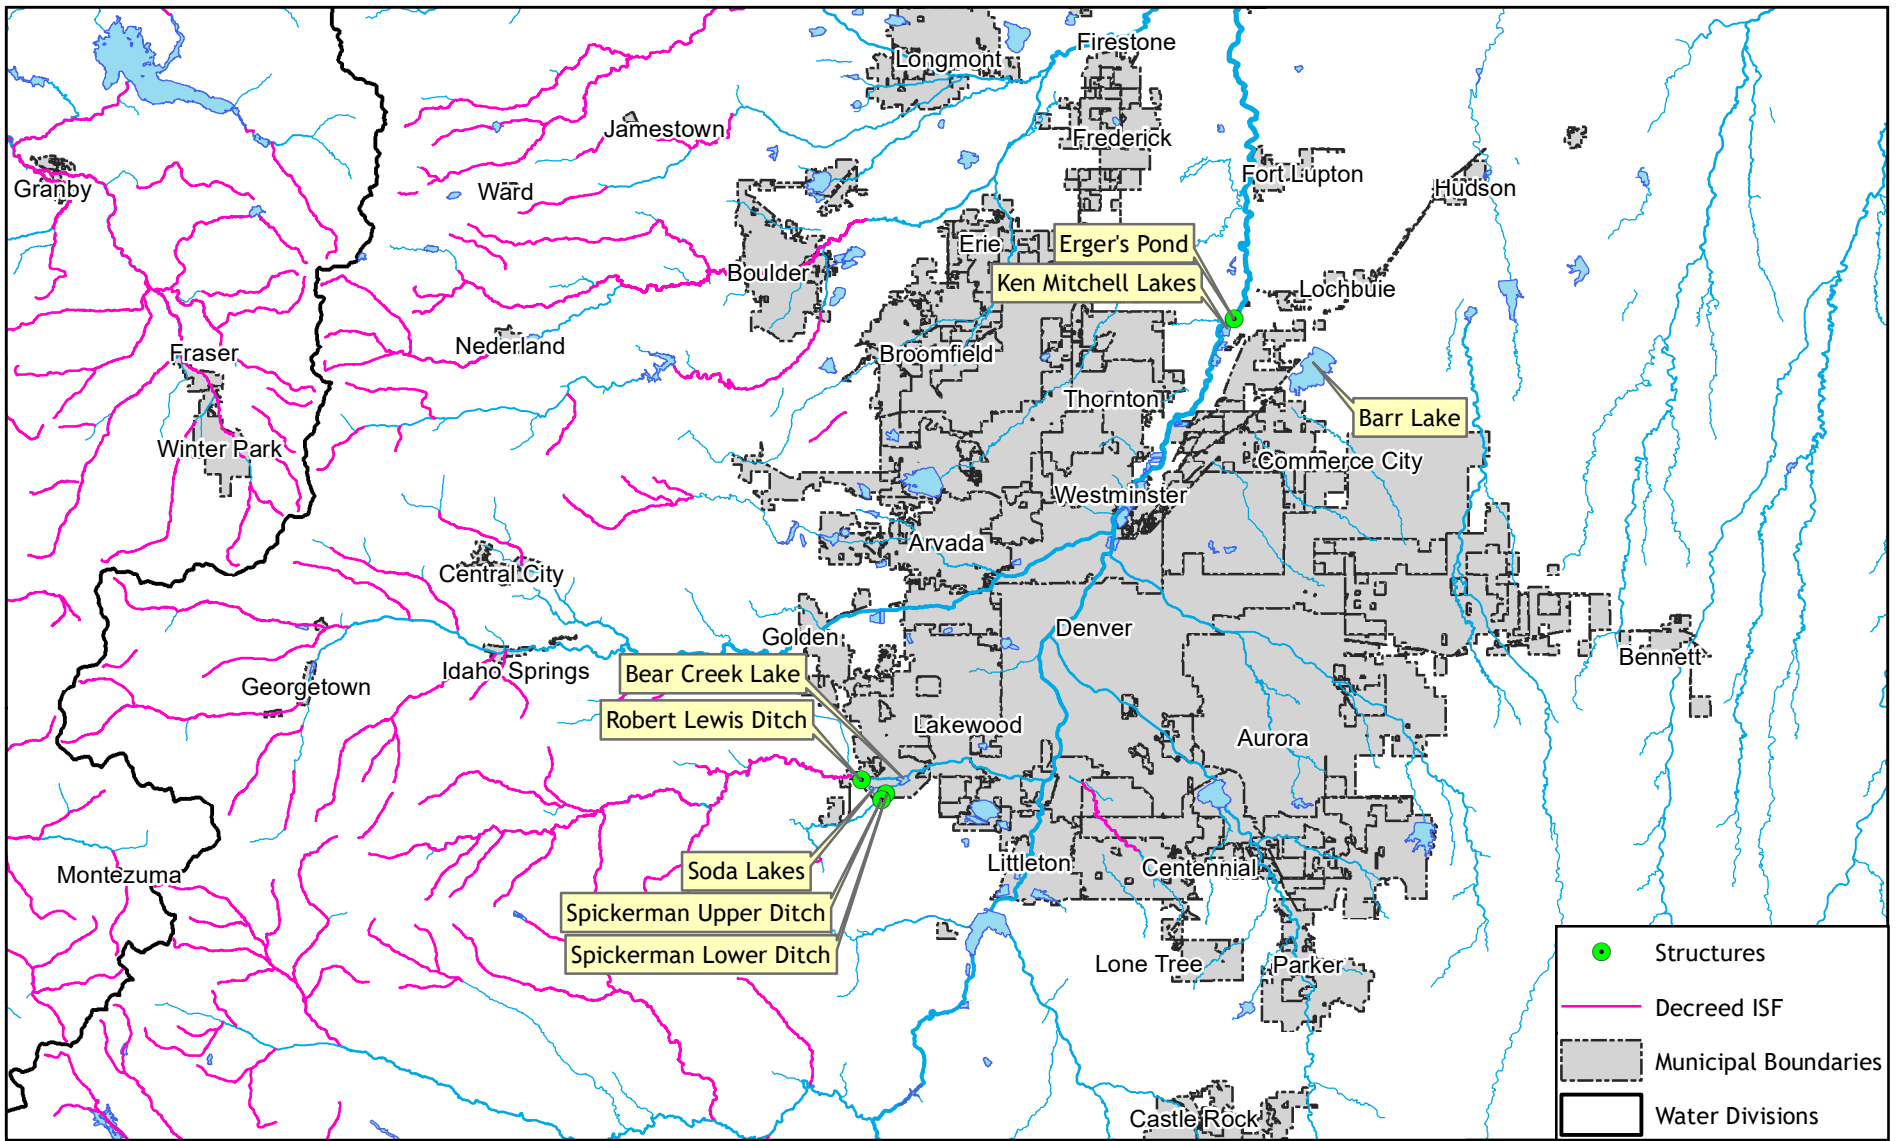 Firestone
Longmont
Jamestown
Frederick
Granby
Ward
Fort Lupton
Hudson
Erie
Erger's Pond
Boulder
Ken Mitchell Lakes
Lochbuie
Fraser
Nederland
Broomfield
Thornton
Barr Lake
Winter Park
Commerce City
Westminster
Arvada
Central City
Golden
Denver
Bennett
Idaho Springs
Bear Creek Lake
Georgetown
Robert Lewis Ditch
Lakewood
Aurora
Soda Lakes
Littleton
Centennial
Montezuma
Spickerman Upper Ditch
Spickerman Lower Ditch
Lone Tree
Parker
Castle Rock
Structures
Decreed ISF
Municipal Boundaries
Water Divisions